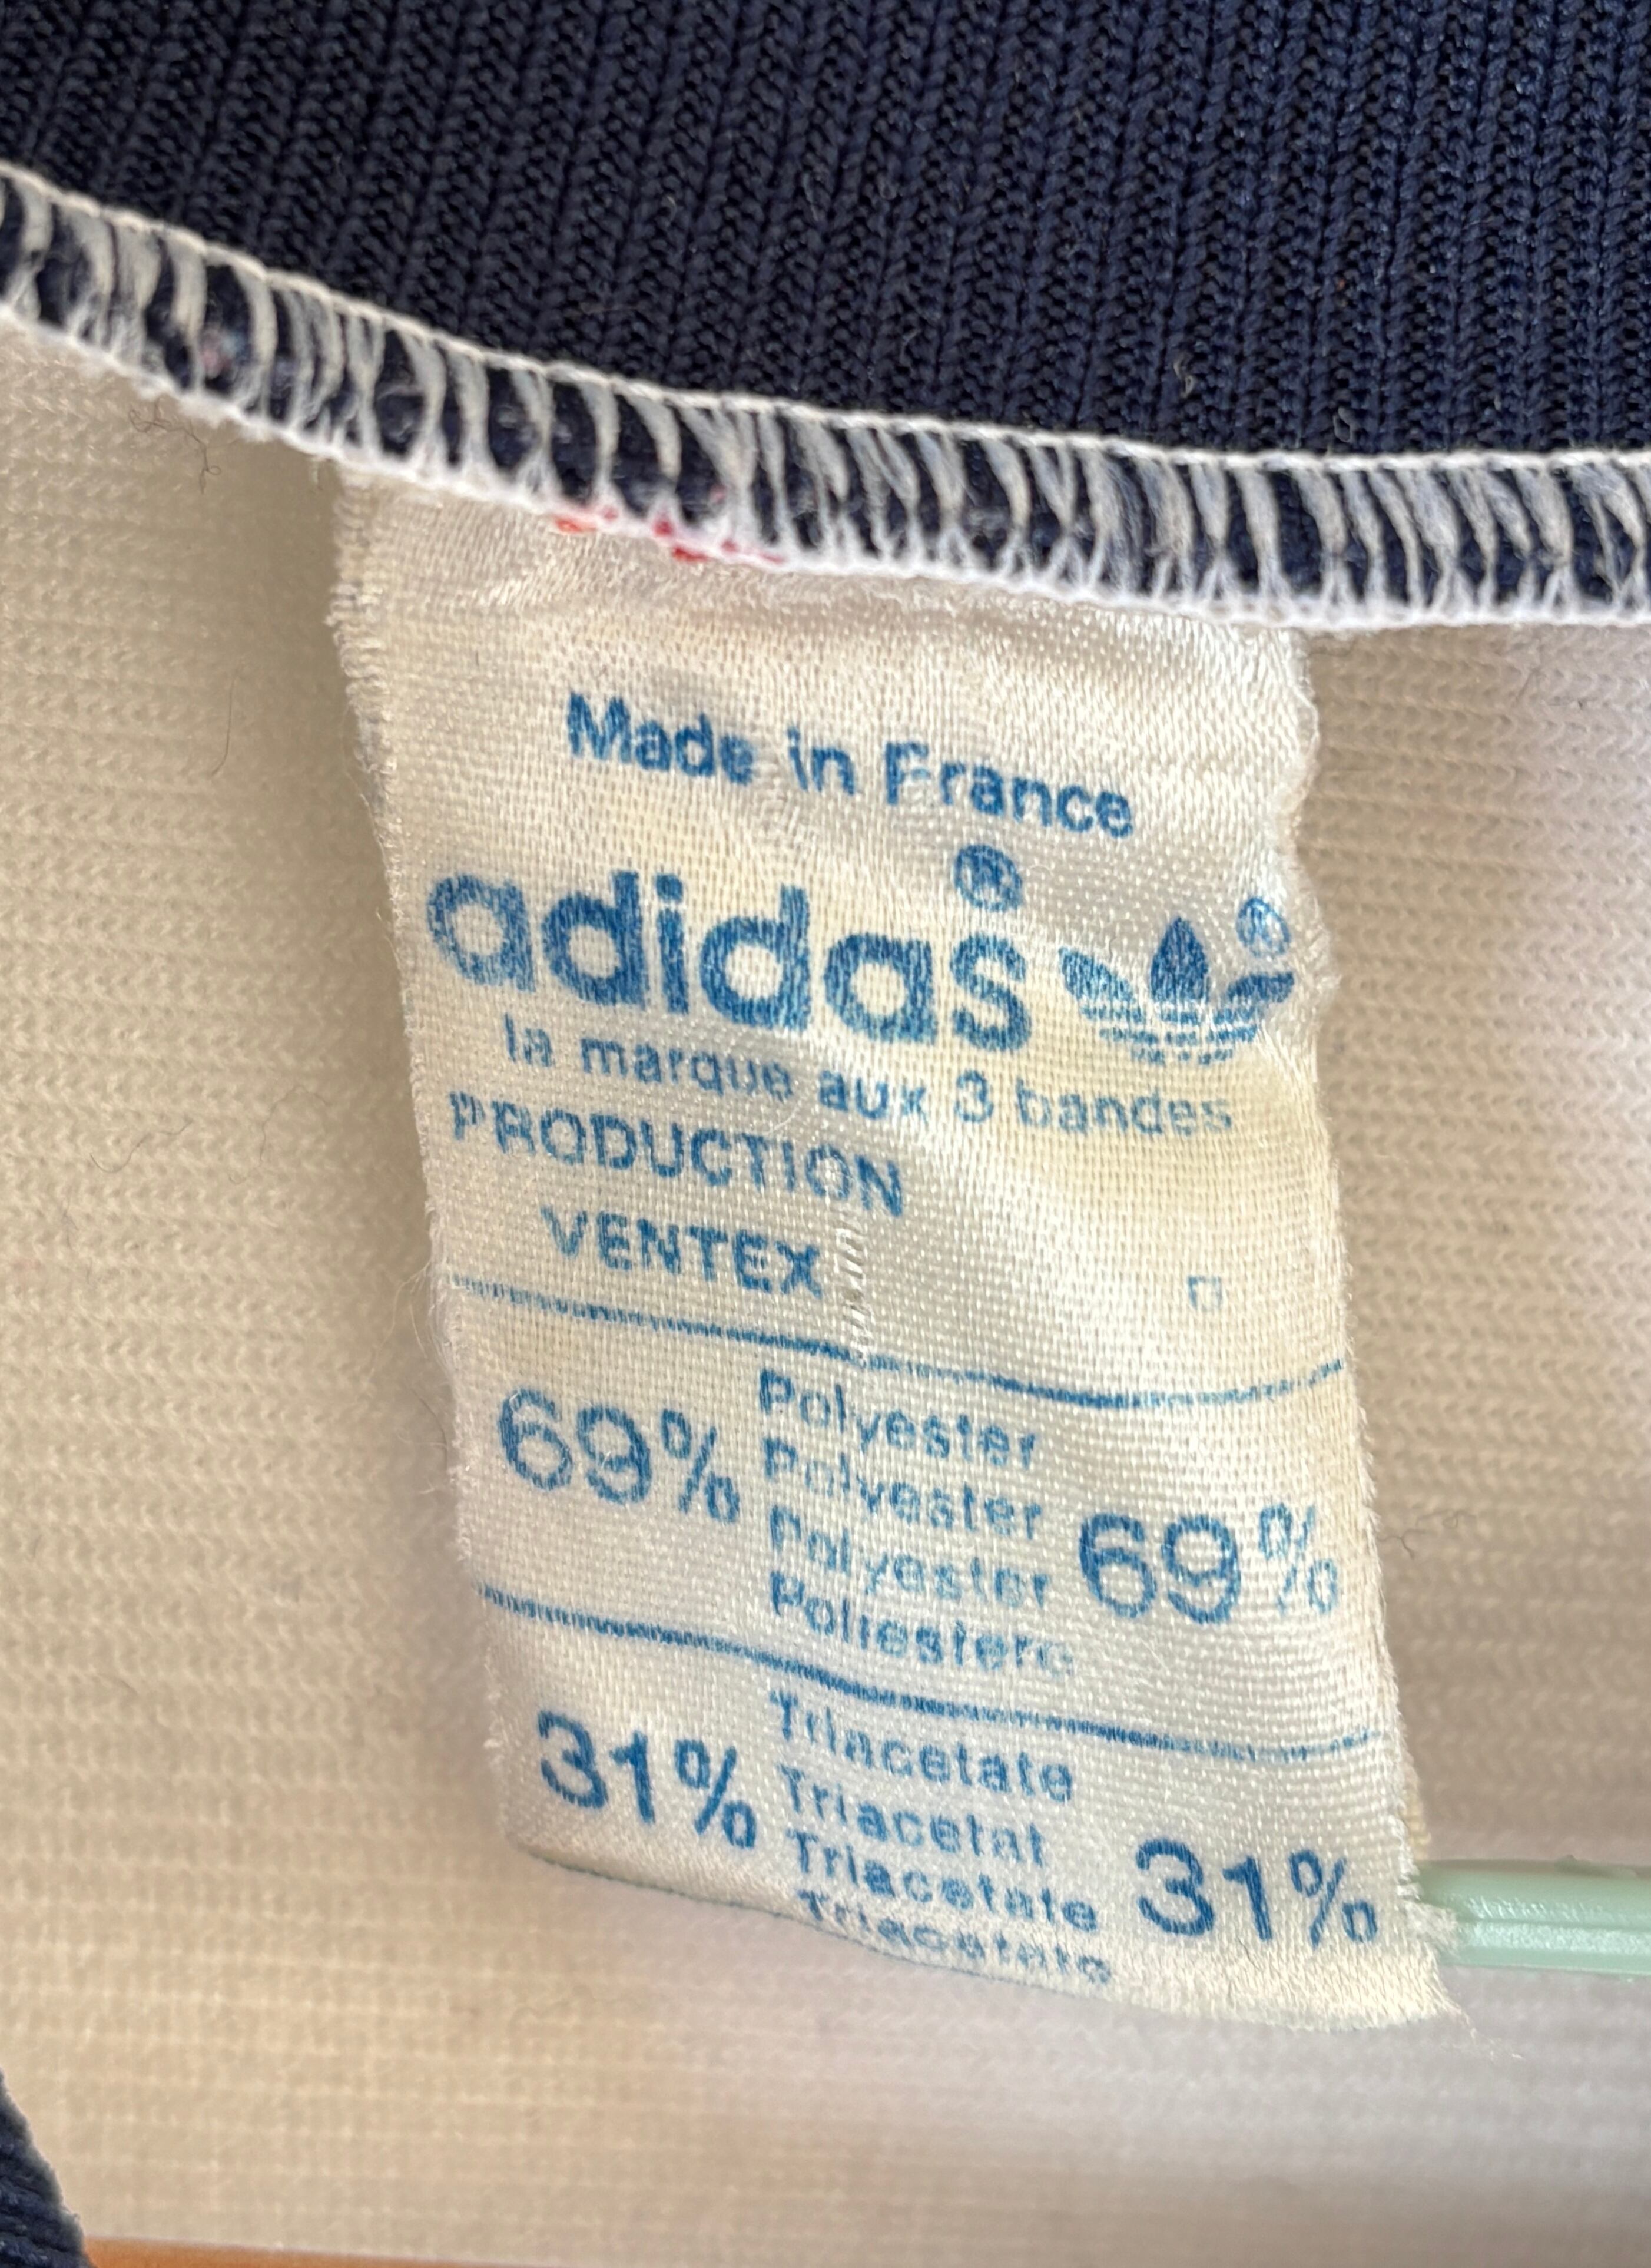 Made in France
adidas ® ®
la marque aux 3 bandes
PRODUCTION
VENTEX
69% Polyester
Polyester
Polyester 69%
Poliestere
31% Triacetate
Triacetat
Triacetate 31%
Triacetato